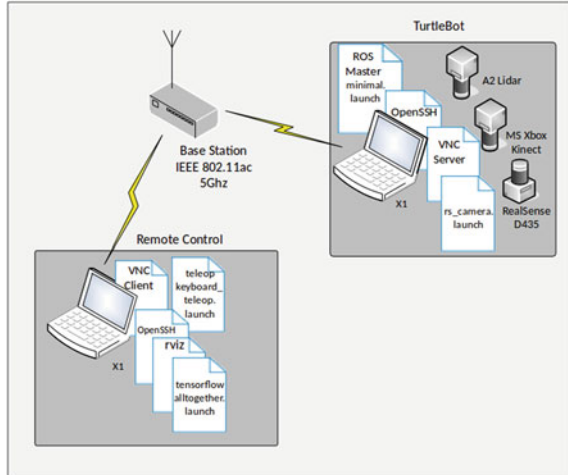 TurtleBot
ROS
Master
minimal.
launch
A2 Lidar
OpenSSH
MS Xbox
Kinect
VNC
Server
X1
rs_camera.
launch
RealSense
D435
Base Station
IEEE 802.11ac
5Ghz
Remote Control
VNC
Client
teleop
keyboard_
teleop.
launch
OpenSSH
X1
rviz
tensorflow
alltogether.
launch